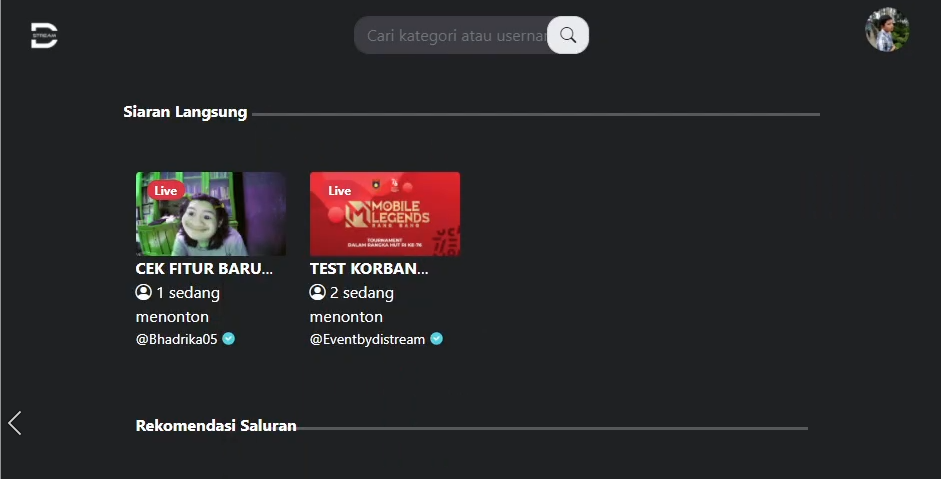 STREAM
Cari kategori atau usernar
Siaran Langsung
Live
CEK FITUR BARU...
1 sedang
menonton
@Bhadrika05
Live
MOBILE
LEGENDS
BANG BANG
TOURNAMENT
DALAM RANGKA HUT RI KE-76
TEST KORBAN...
2 sedang
menonton
@Eventbydistream
Rekomendasi Saluran